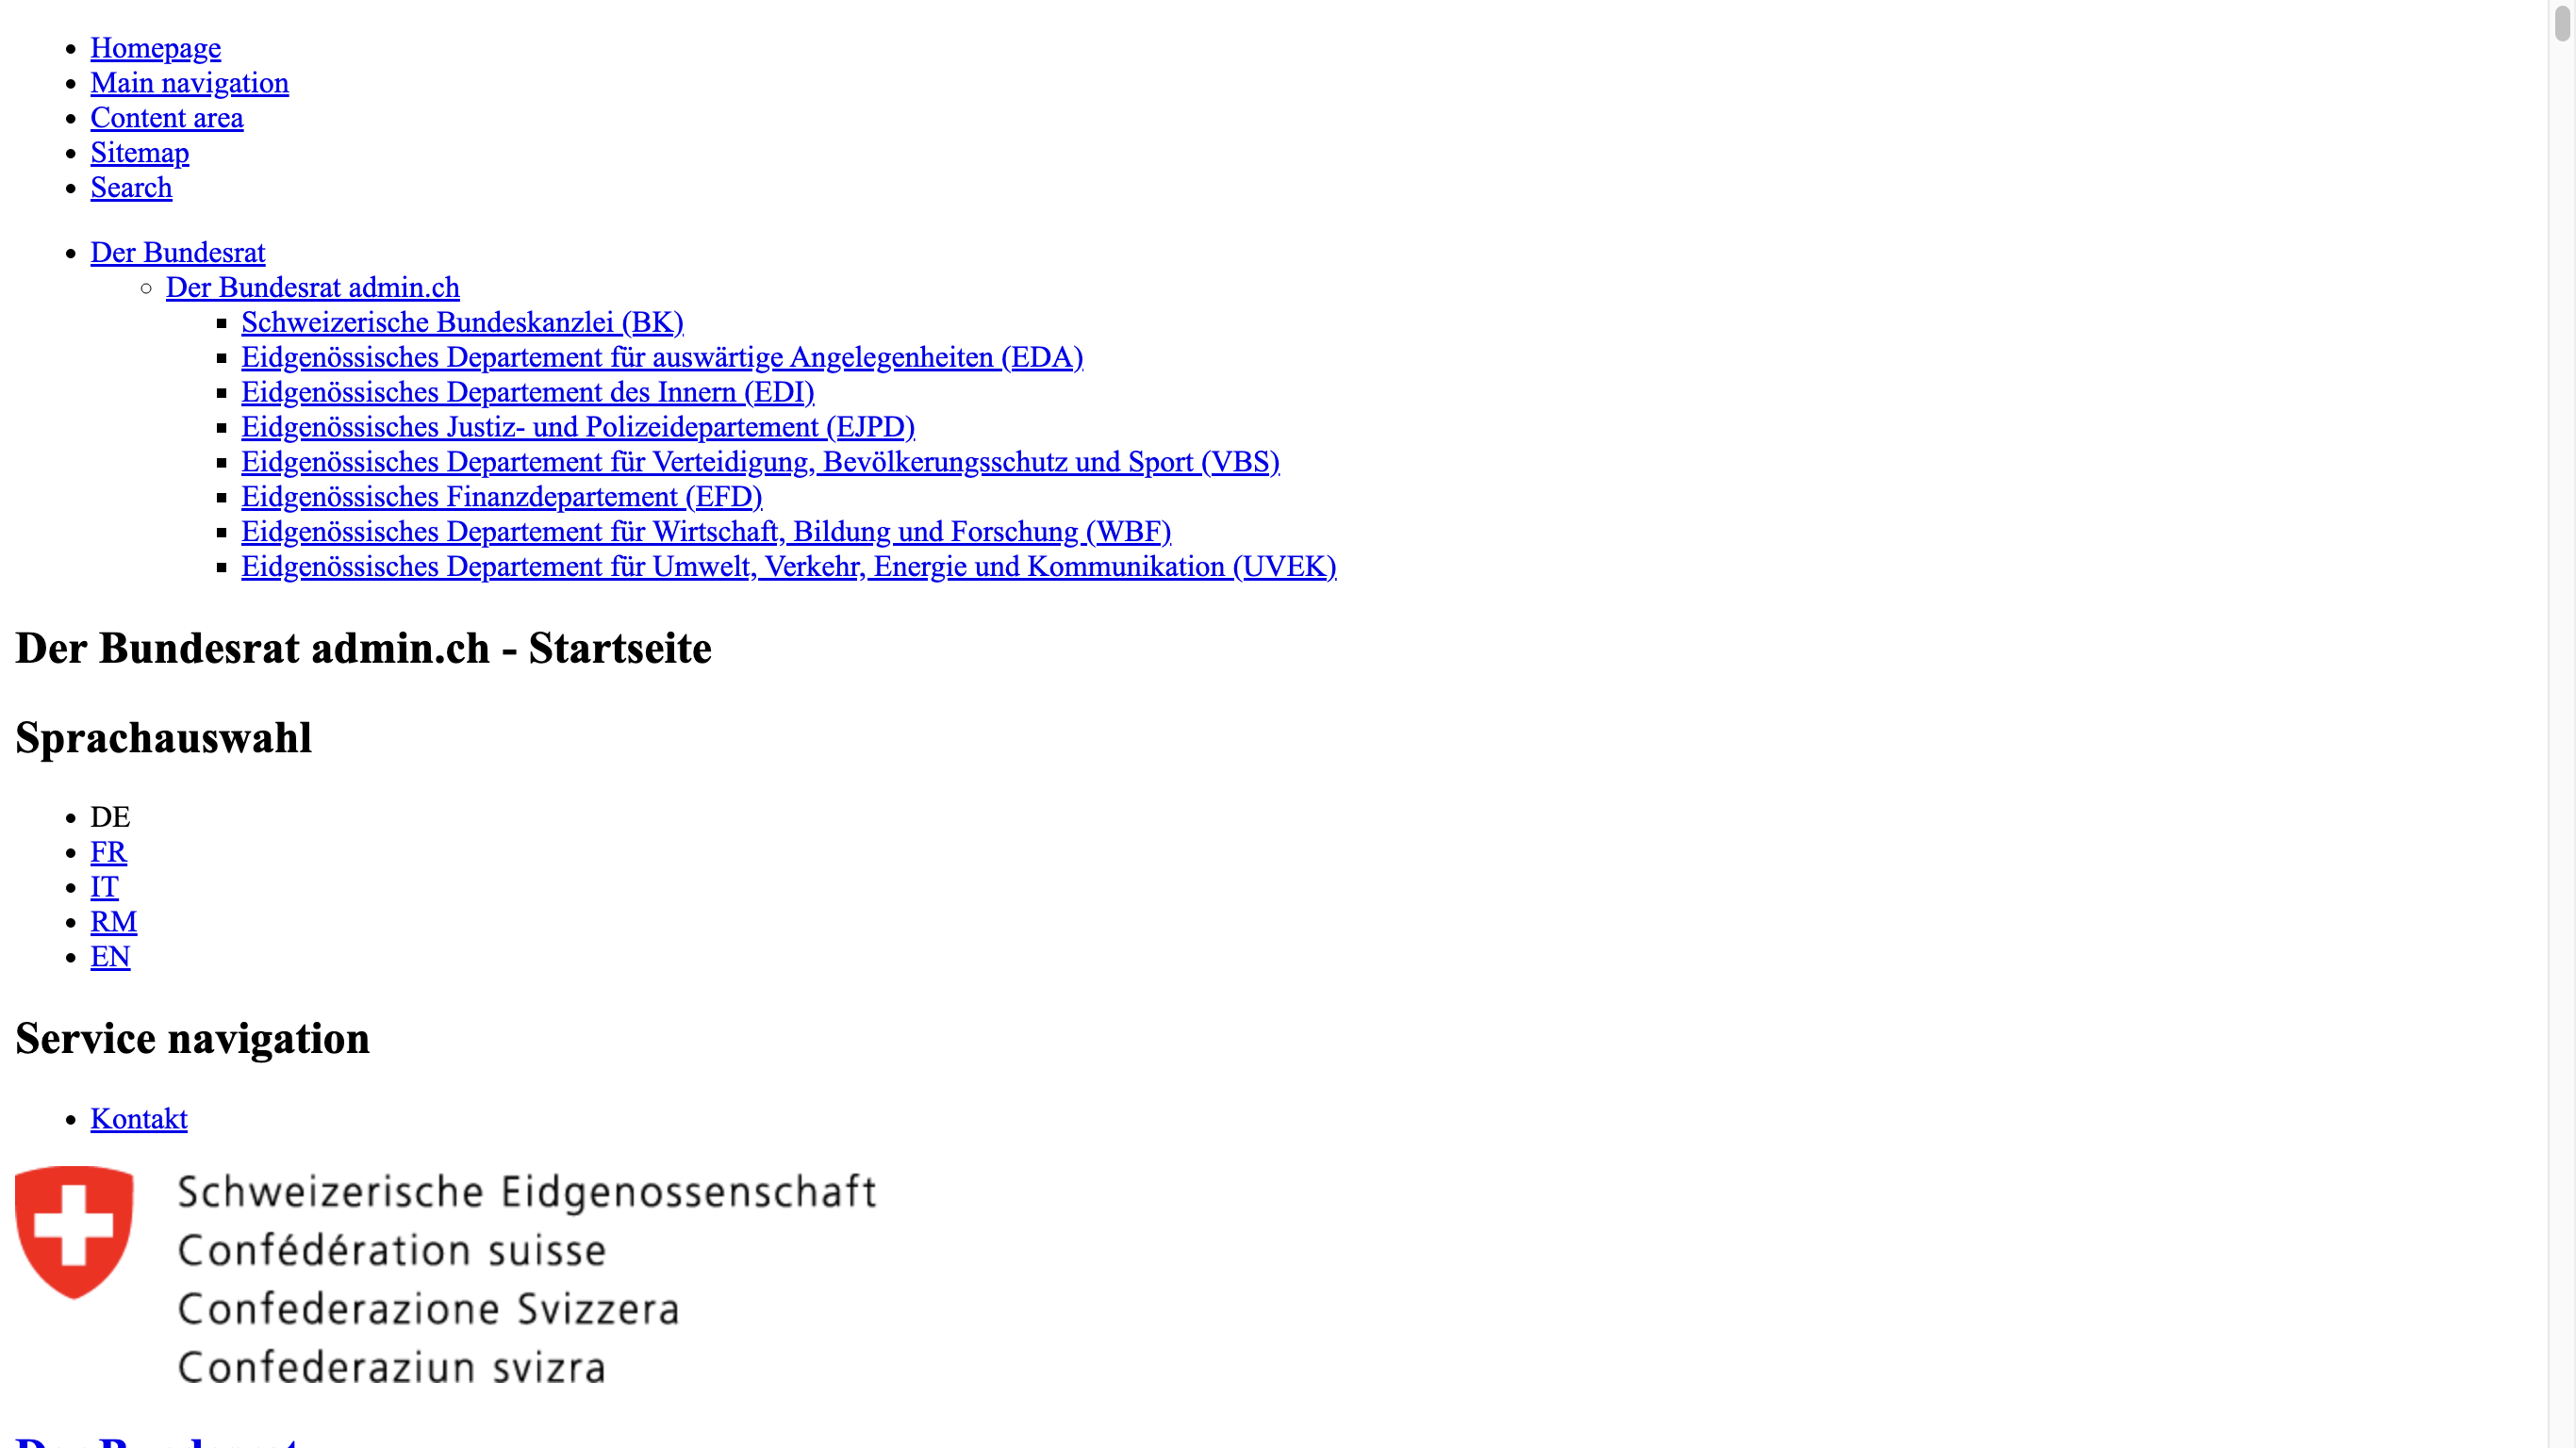 Homepage
Main navigation
Content area
Sitemap
Search
Der Bundesrat
Der Bundesrat admin.ch
Schweizerische Bundeskanzlei (BK)
Eidgenössisches Departement für auswärtige Angelegenheiten (EDA)
Eidgenössisches Departement des Innern (EDI)
Eidgenössisches Justiz- und Polizeidepartement (EJPD)
Eidgenössisches Departement für Verteidigung, Bevölkerungsschutz und Sport (VBS)
Eidgenössisches Finanzdepartement (EFD)
Eidgenössisches Departement für Wirtschaft, Bildung und Forschung (WBF)
Eidgenössisches Departement für Umwelt, Verkehr, Energie und Kommunikation (UVEK)
Der Bundesrat admin.ch - Startseite
Sprachauswahl
DE
FR
IT
RM
EN
Service navigation
Kontakt
Schweizerische Eidgenossenschaft
Confédération suisse
Confederazione Svizzera
Confederaziun svizra
Der Bundesrat